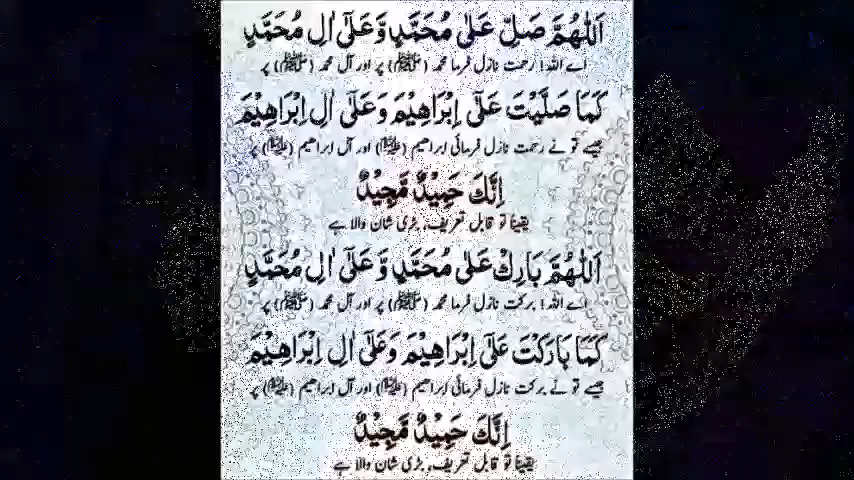 اَللّٰهُمَّ صَلِّ عَلٰى مُحَمَّدٍ وَّعَلٰٓى اٰلِ مُحَمَّدٍ
اے اللہ! رحمت نازل فرما محمد (ﷺ) پر اور آل محمد (ﷺ) پر
كَمَا صَلَّيْتَ عَلٰٓى اِبْرَاهِيْمَ وَعَلٰٓى اٰلِ اِبْرَاهِيْمَ
جیسے تو نے رحمت نازل فرمائی ابراھیم (علیہ السلام) اور آل ابراھیم (علیہ السلام) پر
اِنَّكَ حَمِيْدٌ مَّجِيْدٌ
یقیناً تو قابل تعریف، بڑی شان والا ہے
اَللّٰهُمَّ بَارِكْ عَلٰى مُحَمَّدٍ وَّعَلٰٓى اٰلِ مُحَمَّدٍ
اے اللہ! برکت نازل فرما محمد (ﷺ) پر اور آل محمد (ﷺ) پر
كَمَا بَارَكْتَ عَلٰٓى اِبْرَاهِيْمَ وَعَلٰٓى اٰلِ اِبْرَاهِيْمَ
جیسے تو نے برکت نازل فرمائی ابراھیم (علیہ السلام) اور آل ابراھیم (علیہ السلام) پر
اِنَّكَ حَمِيْدٌ مَّجِيْدٌ
یقیناً تو قابل تعریف، بڑی شان والا ہے